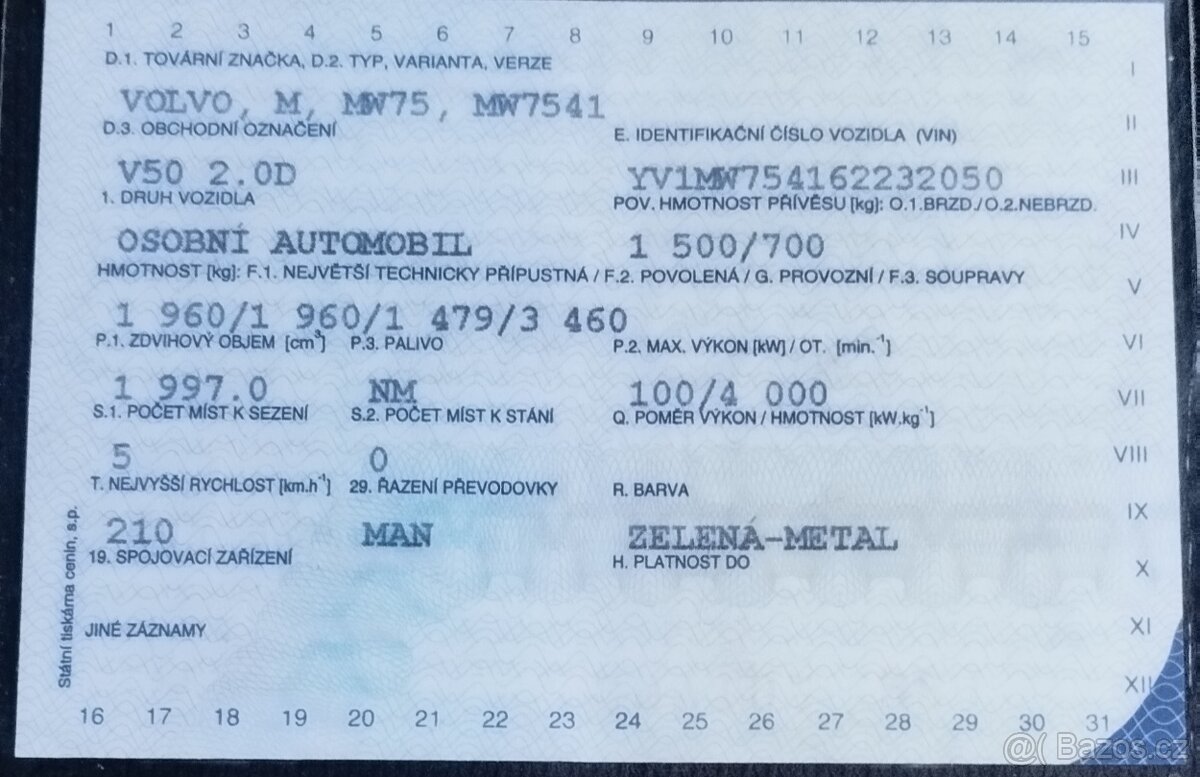 1 2 3 4 5 6 7 8 9 10 11 12 13 14 15
D.1. TOVÁRNÍ ZNAČKA, D.2. TYP, VARIANTA, VERZE
I
VOLVO, M, MW75, MW7541
D.3. OBCHODNÍ OZNAČENÍ E. IDENTIFIKAČNÍ ČÍSLO VOZIDLA (VIN) II
V50 2.0D YV1MW754162232050 III
1. DRUH VOZIDLA POV. HMOTNOST PŘÍVĚSU [kg]: O.1.BRZD./O.2.NEBRZD.
OSOBNÍ AUTOMOBIL 1 500/700 IV
HMOTNOST [kg]: F.1. NEJVĚTŠÍ TECHNICKY PŘÍPUSTNÁ / F.2. POVOLENÁ / G. PROVOZNÍ / F.3. SOUPRAVY V
1 960/1 960/1 479/3 460
P.1. ZDVIHOVÝ OBJEM [cm³] P.3. PALIVO P.2. MAX. VÝKON [kW] / OT. [min.⁻¹] VI
1 997.0 NM 100/4 000 VII
S.1. POČET MÍST K SEZENÍ S.2. POČET MÍST K STÁNÍ Q. POMĚR VÝKON / HMOTNOST [kW.kg⁻¹]
5 0 VIII
T. NEJVYŠŠÍ RYCHLOST [km.h⁻¹] 29. ŘAZENÍ PŘEVODOVKY R. BARVA IX
210 MAN ZELENÁ-METAL
19. SPOJOVACÍ ZAŘÍZENÍ H. PLATNOST DO X
JINÉ ZÁZNAMY XI
XII
16 17 18 19 20 21 22 23 24 25 26 27 28 29 30 31
Státní tiskárna cenin, s.p.
@( Bazos.cz